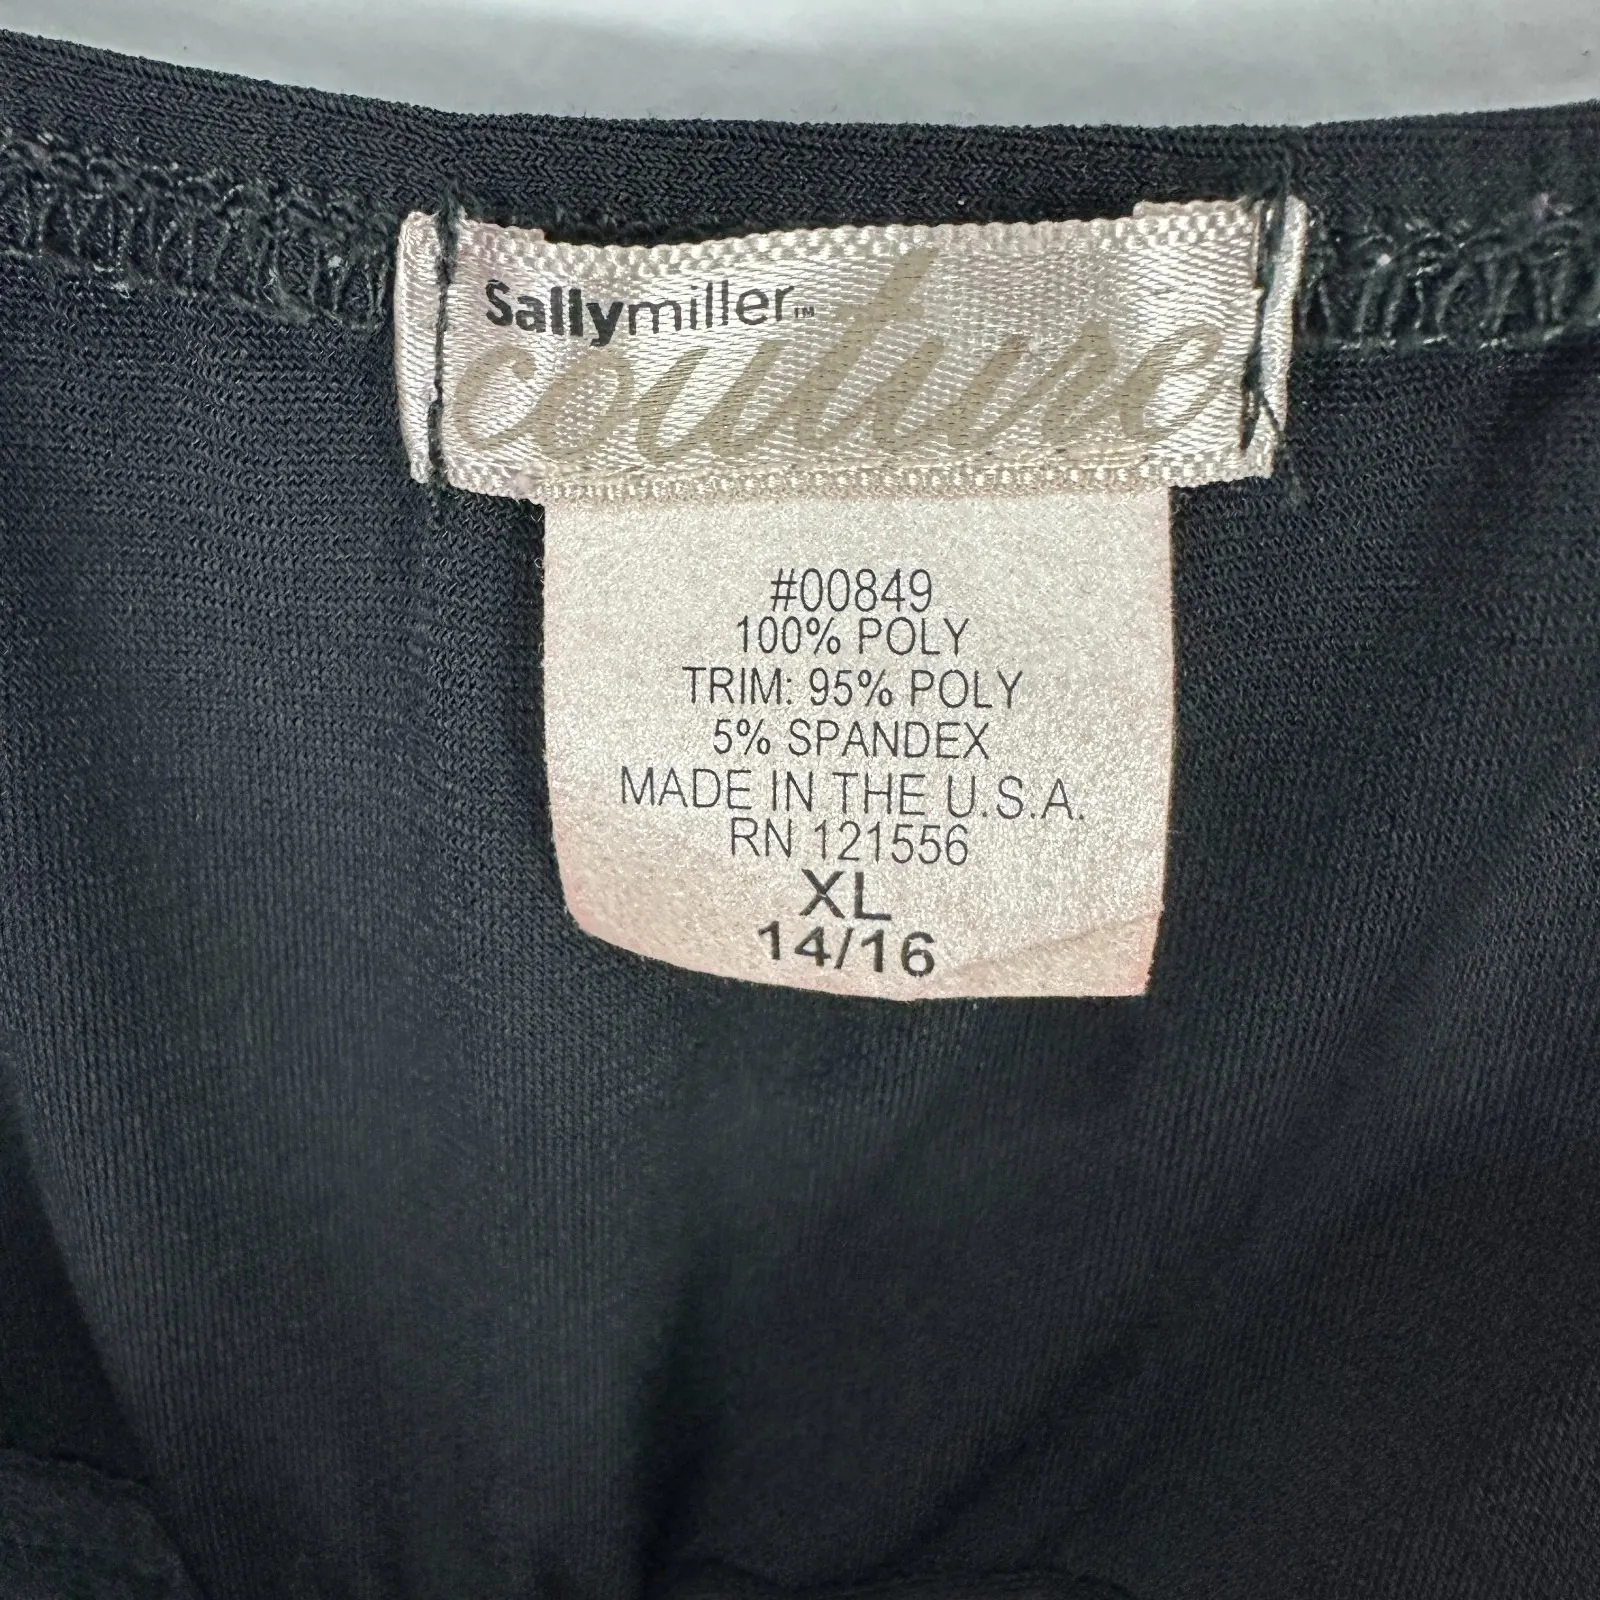 Sallymiller™
couture
#00849
100% POLY
TRIM: 95% POLY
5% SPANDEX
MADE IN THE U.S.A.
RN 121556
XL
14/16